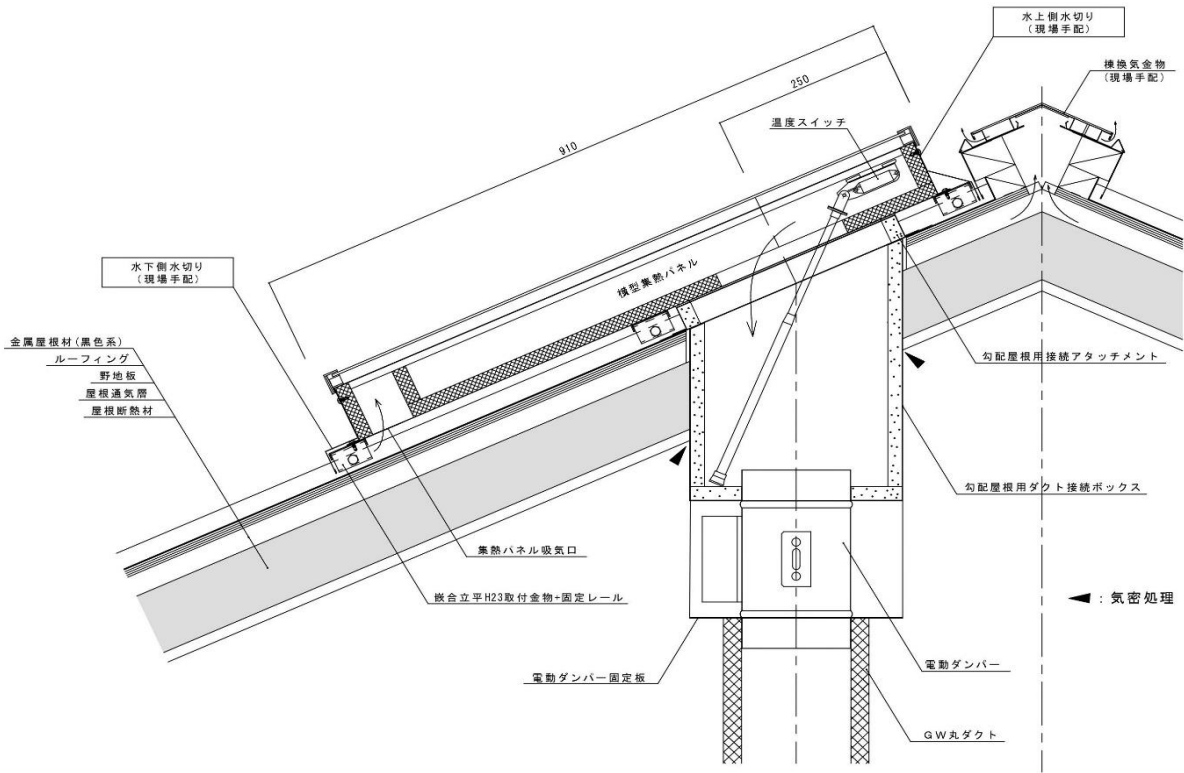 水上側水切り
(現場手配)
棟換気金物
(現場手配)
250
温度スイッチ
910
横型集熱パネル
水下側水切り
(現場手配)
金属屋根材(黒色系)
ルーフィング
野地板
屋根通気層
屋根断熱材
勾配屋根用接続アタッチメント
勾配屋根用ダクト接続ボックス
集熱パネル吸気口
嵌合立平H23取付金物+固定レール
◀ : 気密処理
電動ダンパー固定板
電動ダンパー
GW丸ダクト